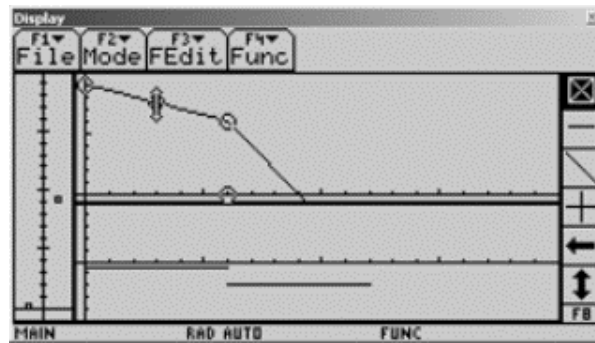 Display
F1▼ F2▼ F3▼ F4▼
File Mode FEdit Func
F8
MAIN RAD AUTO FUNC